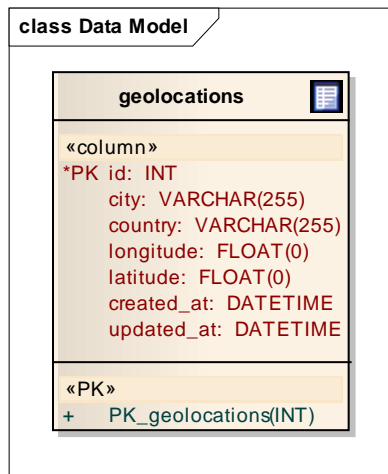 class Data Model
geolocations
«column»
*PK id: INT
city: VARCHAR(255)
country: VARCHAR(255)
longitude: FLOAT(0)
latitude: FLOAT(0)
created_at: DATETIME
updated_at: DATETIME
«PK»
+ PK_geolocations(INT)